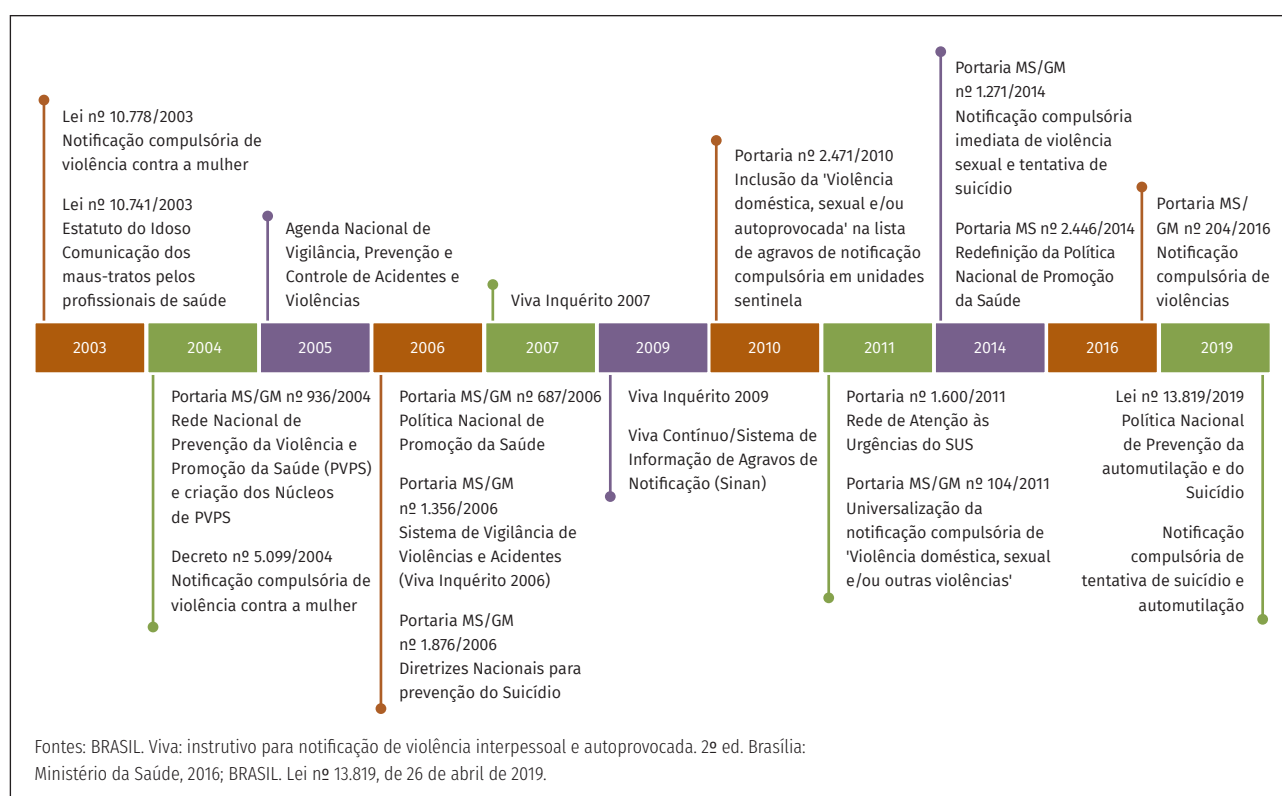 Lei nº 10.778/2003
Notificação compulsória de
violência contra a mulher
Lei nº 10.741/2003
Estatuto do Idoso
Comunicação dos
maus-tratos pelos
profissionais de saúde
Agenda Nacional de
Vigilância, Prevenção e
Controle de Acidentes e
Violências
Viva Inquérito 2007
Portaria nº 2.471/2010
Inclusão da 'Violência
doméstica, sexual e/ou
autoprovocada' na lista
de agravos de notificação
compulsória em unidades
sentinela
Portaria MS/GM
nº 1.271/2014
Notificação compulsória
imediata de violência
sexual e tentativa de
suicídio
Portaria MS nº 2.446/2014
Redefinição da Política
Nacional de Promoção
da Saúde
Portaria MS/
GM nº 204/2016
Notificação
compulsória de
violências
2003
2004
2005
2006
2007
2009
2010
2011
2014
2016
2019
Portaria MS/GM nº 936/2004
Rede Nacional de
Prevenção da Violência e
Promoção da Saúde (PVPS)
e criação dos Núcleos
de PVPS
Decreto nº 5.099/2004
Notificação compulsória de
violência contra a mulher
Portaria MS/GM nº 687/2006
Política Nacional de
Promoção da Saúde
Portaria MS/GM
nº 1.356/2006
Sistema de Vigilância de
Violências e Acidentes
(Viva Inquérito 2006)
Portaria MS/GM
nº 1.876/2006
Diretrizes Nacionais para
prevenção do Suicídio
Viva Inquérito 2009
Viva Contínuo/Sistema de
Informação de Agravos de
Notificação (Sinan)
Portaria nº 1.600/2011
Rede de Atenção às
Urgências do SUS
Portaria MS/GM nº 104/2011
Universalização da
notificação compulsória de
'Violência doméstica, sexual
e/ou outras violências'
Lei nº 13.819/2019
Política Nacional
de Prevenção da
automutilação e do
Suicídio
Notificação
compulsória de
tentativa de suicídio e
automutilação
Fontes: BRASIL. Viva: instrutivo para notificação de violência interpessoal e autoprovocada. 2º ed. Brasília:
Ministério da Saúde, 2016; BRASIL. Lei nº 13.819, de 26 de abril de 2019.